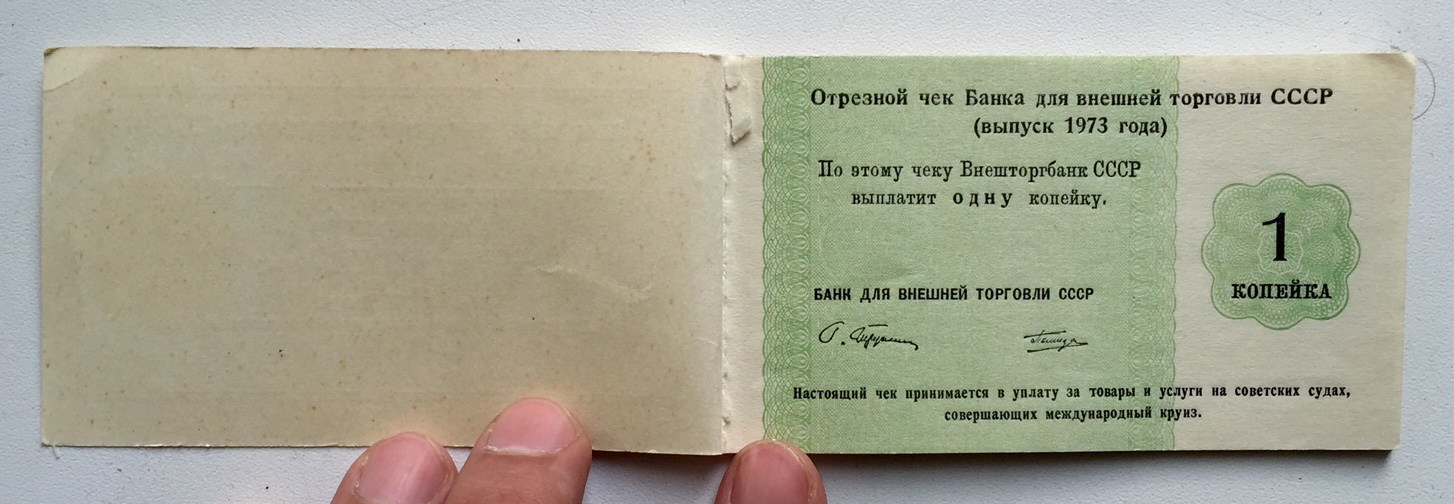 Отрезной чек Банка для внешней торговли СССР
(выпуск 1973 года)
По этому чеку Внешторгбанк СССР
выплатит одну копейку.
1
КОПЕЙКА
БАНК ДЛЯ ВНЕШНЕЙ ТОРГОВЛИ СССР
Настоящий чек принимается в уплату за товары и услуги на советских судах,
совершающих международный круиз.